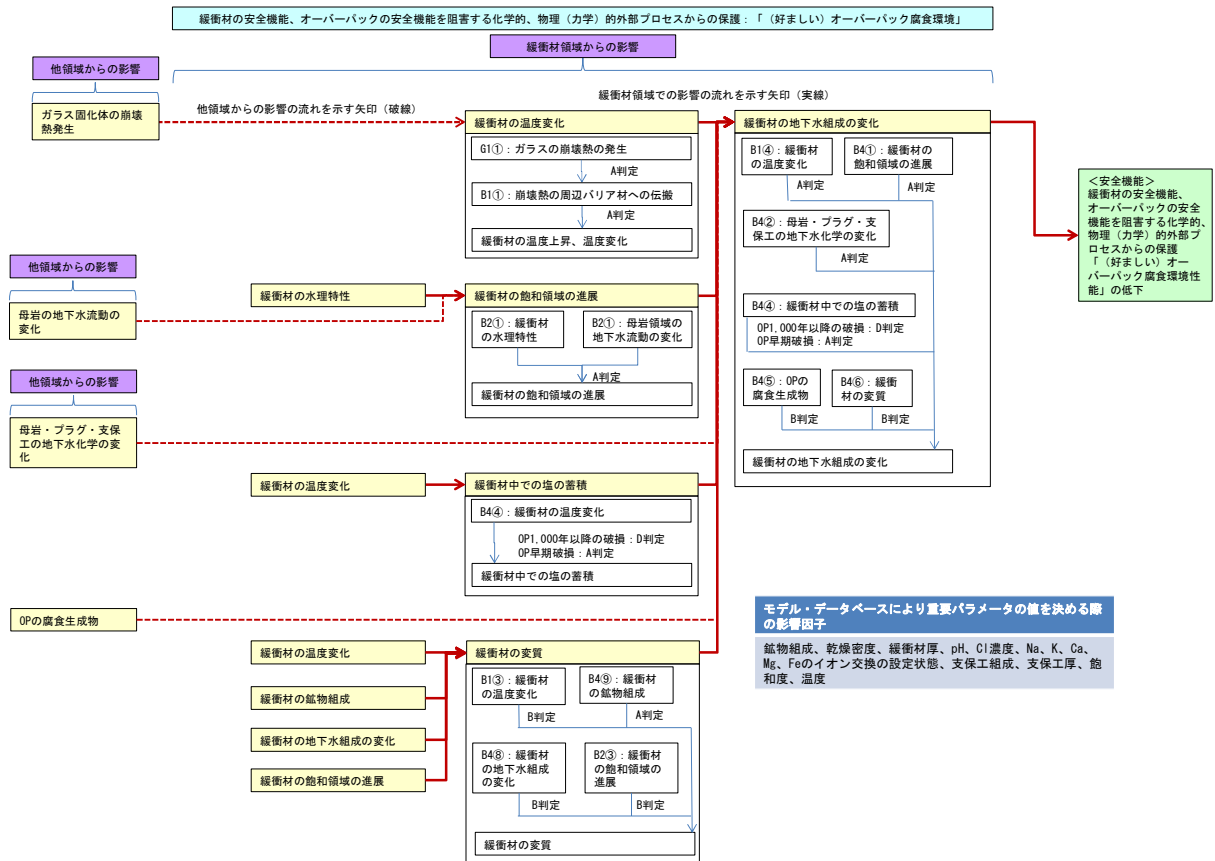 緩衝材の安全機能、オーバーパックの安全機能を阻害する化学的、物理（力学）的外部プロセスからの保護：「（好ましい）オーバーパック腐食環境」
緩衝材領域からの影響
他領域からの影響
ガラス固化体の崩壊
熱発生
他領域からの影響の流れを示す矢印（破線）
緩衝材領域での影響の流れを示す矢印（実線）
緩衝材の温度変化
G1①：ガラスの崩壊熱の発生
A判定
B1①：崩壊熱の周辺バリア材への伝搬
A判定
緩衝材の温度上昇、温度変化
他領域からの影響
母岩の地下水流動の
変化
緩衝材の水理特性
緩衝材の飽和領域の進展
B2①：緩衝材
の水理特性
B2①：母岩領域の
地下水流動の変化
A判定
緩衝材の飽和領域の進展
他領域からの影響
母岩・プラグ・支保
工の地下水化学の変
化
緩衝材の温度変化
緩衝材中での塩の蓄積
B4④：緩衝材の温度変化
OP1,000年以降の破損：D判定
OP早期破損：A判定
緩衝材中での塩の蓄積
OPの腐食生成物
緩衝材の温度変化
緩衝材の鉱物組成
緩衝材の地下水組成の変化
緩衝材の飽和領域の進展
緩衝材の変質
B1③：緩衝材
の温度変化
B4⑨：緩衝材
の鉱物組成
B判定
A判定
B4⑧：緩衝材
の地下水組成
の変化
B2③：緩衝材
の飽和領域の
進展
B判定
B判定
緩衝材の変質
緩衝材の地下水組成の変化
B1④：緩衝材
の温度変化
B4①：緩衝材の
飽和領域の進展
A判定
A判定
B4②：母岩・プラグ・支
保工の地下水化学の変化
A判定
B4④：緩衝材中での塩の蓄積
OP1,000年以降の破損：D判定
OP早期破損：A判定
B4⑤：OPの
腐食生成物
B4⑥：緩衝
材の変質
B判定
B判定
緩衝材の地下水組成の変化
＜安全機能＞
緩衝材の安全機能、
オーバーパックの安全
機能を阻害する化学的、
物理（力学）的外部プ
ロセスからの保護
「（好ましい）オー
バーパック腐食環境性
能」の低下
モデル・データベースにより重要パラメータの値を決める際
の影響因子
鉱物組成、乾燥密度、緩衝材厚、pH、Cl濃度、Na、K、Ca、
Mg、Feのイオン交換の設定状態、支保工組成、支保工厚、飽
和度、温度